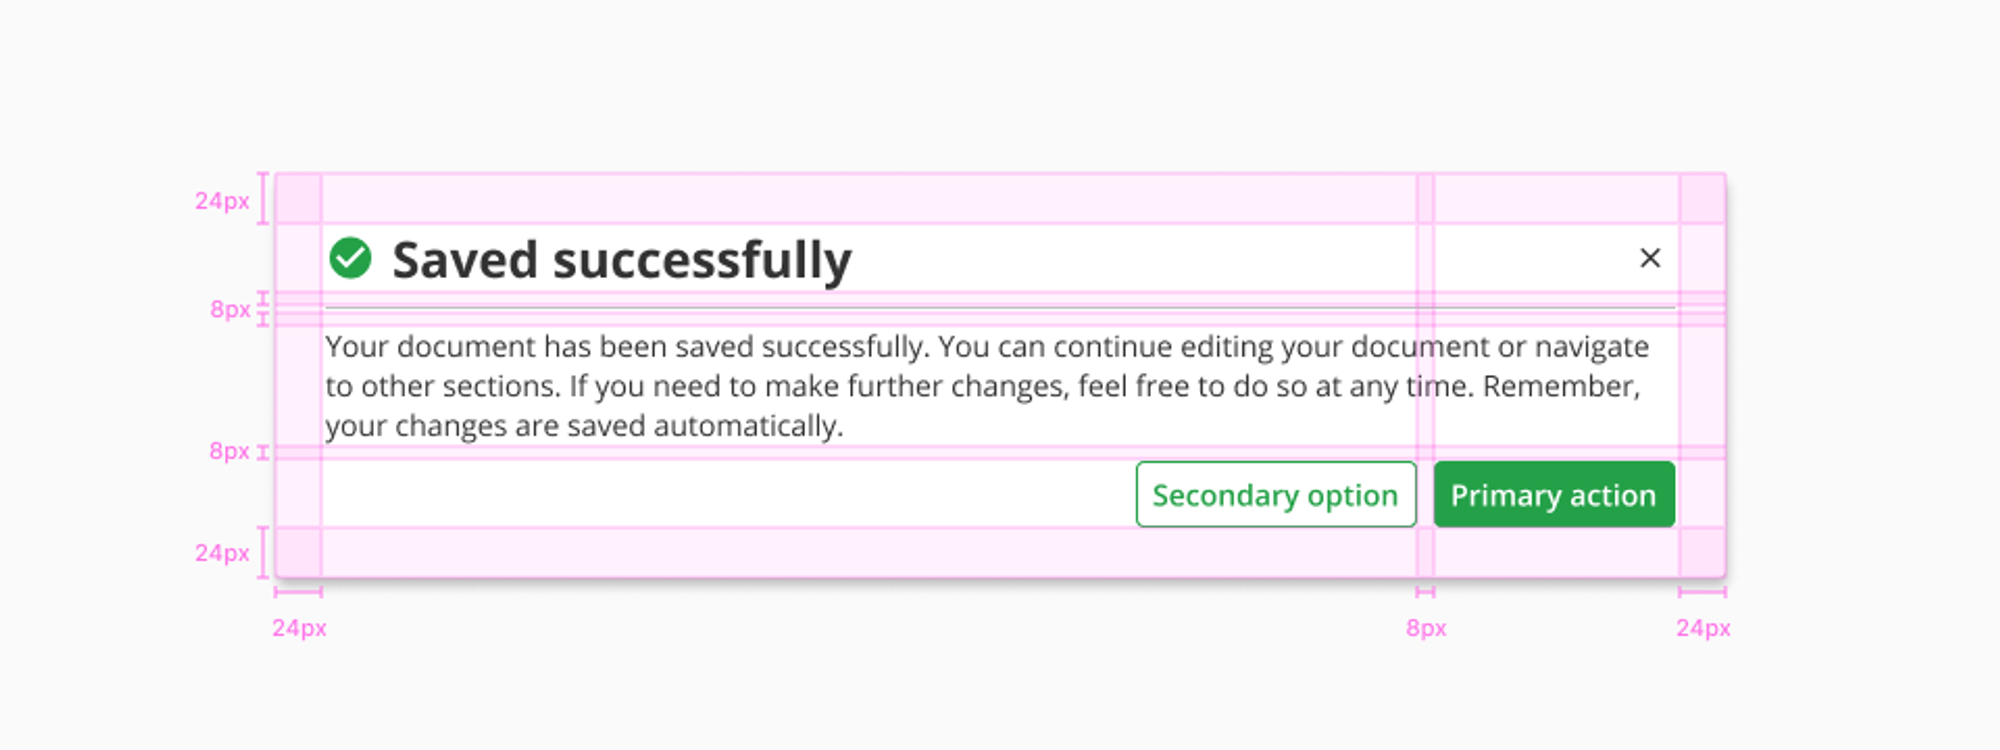 24px
Saved successfully
8px
Your document has been saved successfully. You can continue editing your document or navigate
to other sections. If you need to make further changes, feel free to do so at any time. Remember,
your changes are saved automatically.
8px
Secondary option
Primary action
24px
24px
8px
24px